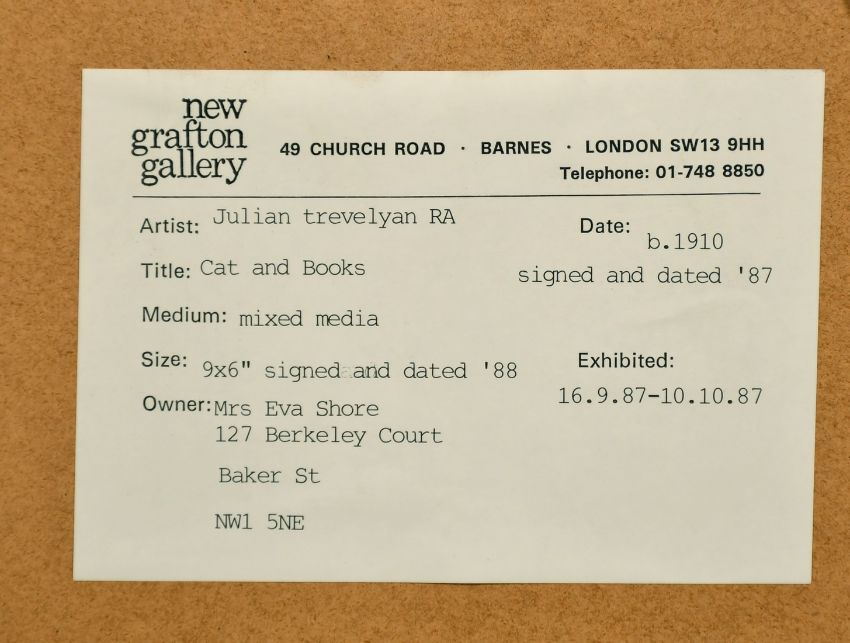 new
grafton
gallery
49 CHURCH ROAD · BARNES · LONDON SW13 9HH
Telephone: 01-748 8850
Artist: Julian trevelyan RA
Date: b.1910
Title: Cat and Books
signed and dated '87
Medium: mixed media
Size: 9x6" signed and dated '88
Exhibited:
16.9.87-10.10.87
Owner: Mrs Eva Shore
127 Berkeley Court
Baker St
NW1 5NE